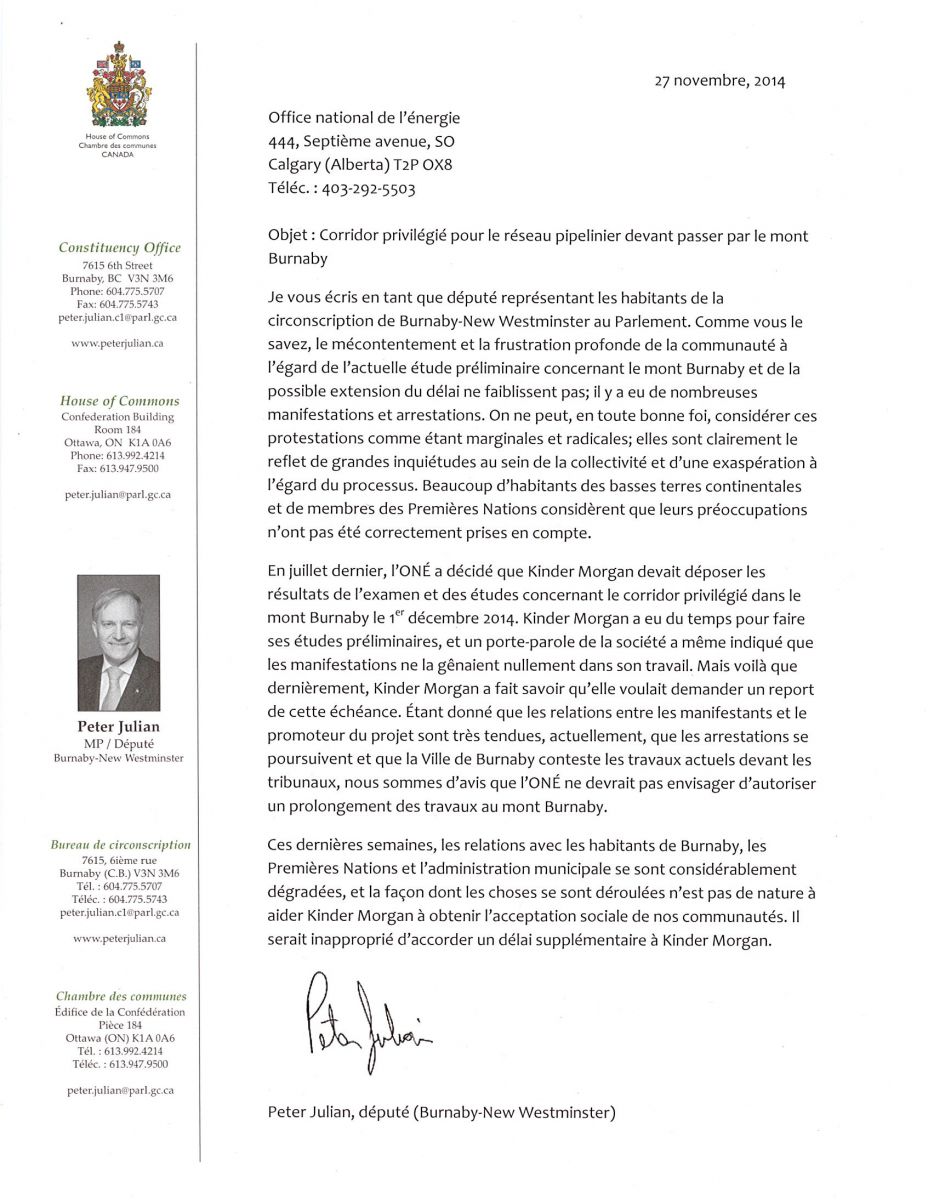 House of Commons
Chambre des communes
CANADA
Constituency Office
7615 6th Street
Burnaby, BC V3N 3M6
Phone: 604.775.5707
Fax: 604.775.5743
peter.julian.c1@parl.gc.ca
www.peterjulian.ca
House of Commons
Confederation Building
Room 184
Ottawa, ON K1A 0A6
Phone: 613.992.4214
Fax: 613.947.9500
peter.julian@parl.gc.ca
Peter Julian
MP / Député
Burnaby-New Westminster
Bureau de circonscription
7615, 6ième rue
Burnaby (C.B.) V3N 3M6
Tél. : 604.775.5707
Téléc. : 604.775.5743
peter.julian.c1@parl.gc.ca
www.peterjulian.ca
Chambre des communes
Édifice de la Confédération
Pièce 184
Ottawa (ON) K1A 0A6
Tél. : 613.992.4214
Téléc. : 613.947.9500
peter.julian@parl.gc.ca
27 novembre, 2014
Office national de l'énergie
444, Septième avenue, SO
Calgary (Alberta) T2P OX8
Téléc. : 403-292-5503
Objet : Corridor privilégié pour le réseau pipelinier devant passer par le mont
Burnaby
Je vous écris en tant que député représentant les habitants de la
circonscription de Burnaby-New Westminster au Parlement. Comme vous le
savez, le mécontentement et la frustration profonde de la communauté à
l'égard de l'actuelle étude préliminaire concernant le mont Burnaby et de la
possible extension du délai ne faiblissent pas; il y a eu de nombreuses
manifestations et arrestations. On ne peut, en toute bonne foi, considérer ces
protestations comme étant marginales et radicales; elles sont clairement le
reflet de grandes inquiétudes au sein de la collectivité et d'une exaspération à
l'égard du processus. Beaucoup d'habitants des basses terres continentales
et de membres des Premières Nations considèrent que leurs préoccupations
n'ont pas été correctement prises en compte.
En juillet dernier, l'ONÉ a décidé que Kinder Morgan devait déposer les
résultats de l'examen et des études concernant le corridor privilégié dans le
mont Burnaby le 1er décembre 2014. Kinder Morgan a eu du temps pour faire
ses études préliminaires, et un porte-parole de la société a même indiqué que
les manifestations ne la gênaient nullement dans son travail. Mais voilà que
dernièrement, Kinder Morgan a fait savoir qu'elle voulait demander un report
de cette échéance. Étant donné que les relations entre les manifestants et le
promoteur du projet sont très tendues, actuellement, que les arrestations se
poursuivent et que la Ville de Burnaby conteste les travaux actuels devant les
tribunaux, nous sommes d'avis que l'ONÉ ne devrait pas envisager d'autoriser
un prolongement des travaux au mont Burnaby.
Ces dernières semaines, les relations avec les habitants de Burnaby, les
Premières Nations et l'administration municipale se sont considérablement
dégradées, et la façon dont les choses se sont déroulées n'est pas de nature à
aider Kinder Morgan à obtenir l'acceptation sociale de nos communautés. Il
serait inapproprié d'accorder un délai supplémentaire à Kinder Morgan.
Peter Julian
Peter Julian, député (Burnaby-New Westminster)